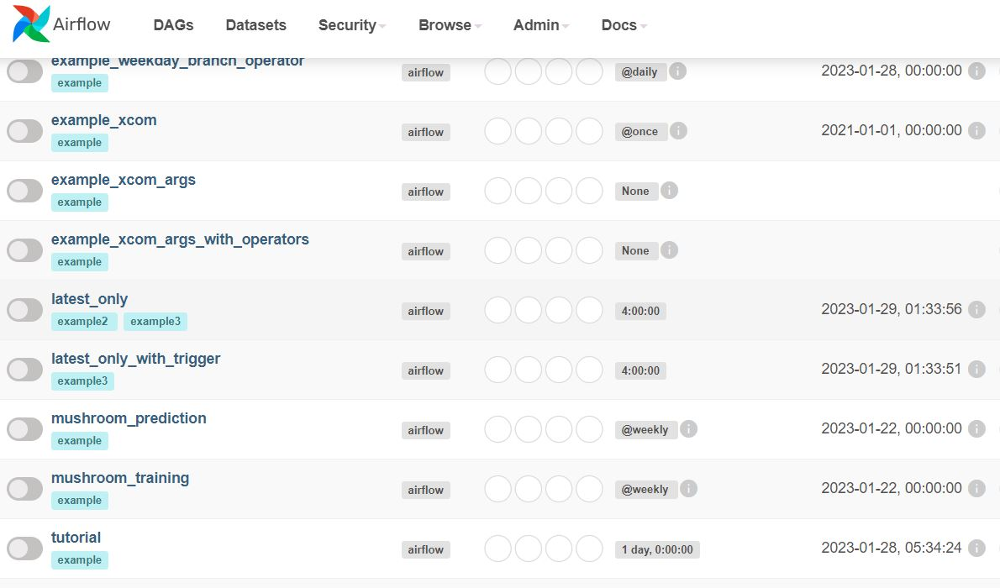 Airflow DAGs Datasets Security Browse Admin Docs
example_weekday_branch_operator
example airflow @daily 2023-01-28, 00:00:00
example_xcom
example airflow @once 2021-01-01, 00:00:00
example_xcom_args
example airflow None
example_xcom_args_with_operators
example airflow None
latest_only
example2 example3 airflow 4:00:00 2023-01-29, 01:33:56
latest_only_with_trigger
example3 airflow 4:00:00 2023-01-29, 01:33:51
mushroom_prediction
example airflow @weekly 2023-01-22, 00:00:00
mushroom_training
example airflow @weekly 2023-01-22, 00:00:00
tutorial
example airflow 1 day, 0:00:00 2023-01-28, 05:34:24